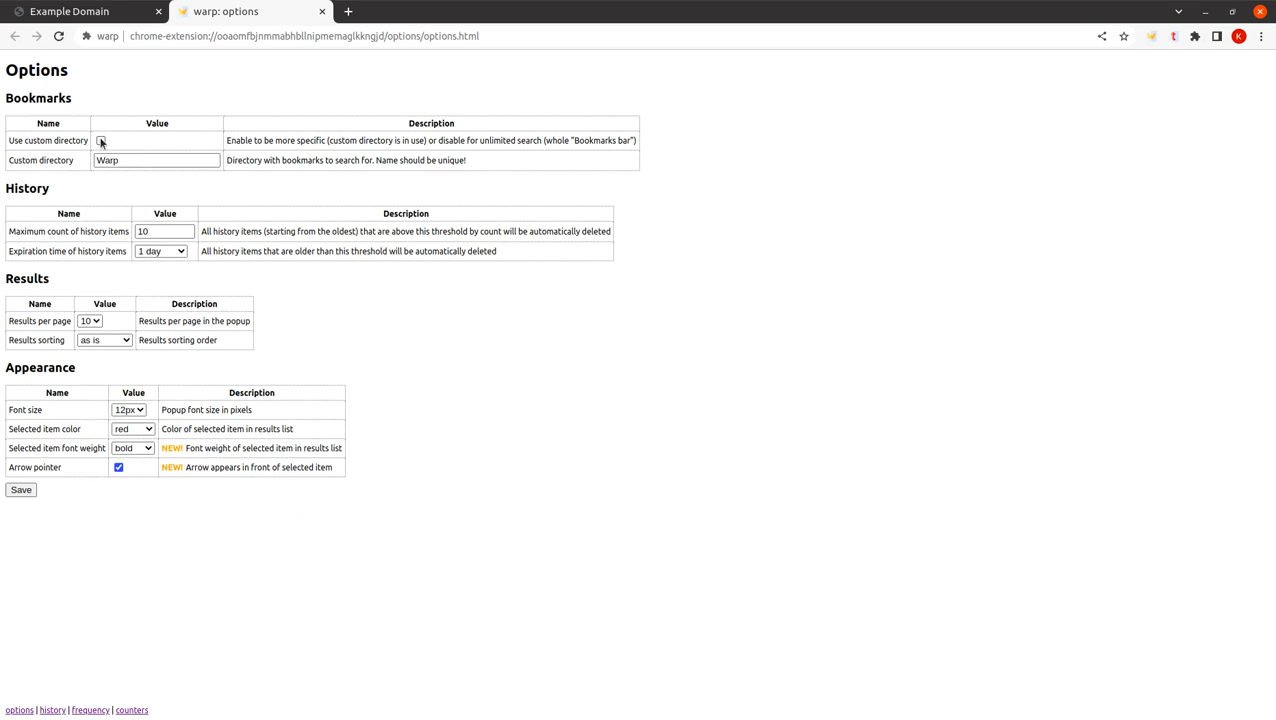 Example Domain
warp: options
warp
chrome-extension://ooaomfbjnmmabhbllnipmemaglkkngjd/options/options.html
K
Options
Bookmarks
Name Value Description
Use custom directory Enable to be more specific (custom directory is in use) or disable for unlimited search (whole "Bookmarks bar")
Custom directory Warp Directory with bookmarks to search for. Name should be unique!
History
Name Value Description
Maximum count of history items 10 All history items (starting from the oldest) that are above this threshold by count will be automatically deleted
Expiration time of history items 1 day All history items that are older than this threshold will be automatically deleted
Results
Name Value Description
Results per page 10 Results per page in the popup
Results sorting as is Results sorting order
Appearance
Name Value Description
Font size 12px Popup font size in pixels
Selected item color red Color of selected item in results list
Selected item font weight bold NEW! Font weight of selected item in results list
Arrow pointer NEW! Arrow appears in front of selected item
Save
options | history | frequency | counters